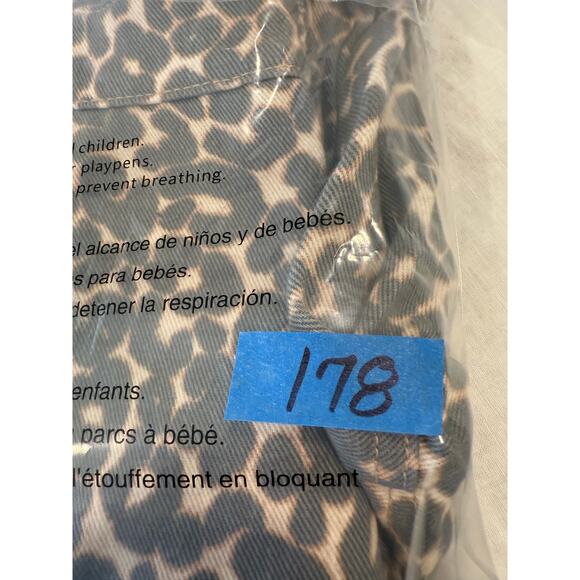 children.
playpens.
prevent breathing.
el alcance de niños y de bebés.
s para bebés.
detener la respiración.
178
enfants.
parcs à bébé.
l'étouffement en bloquant